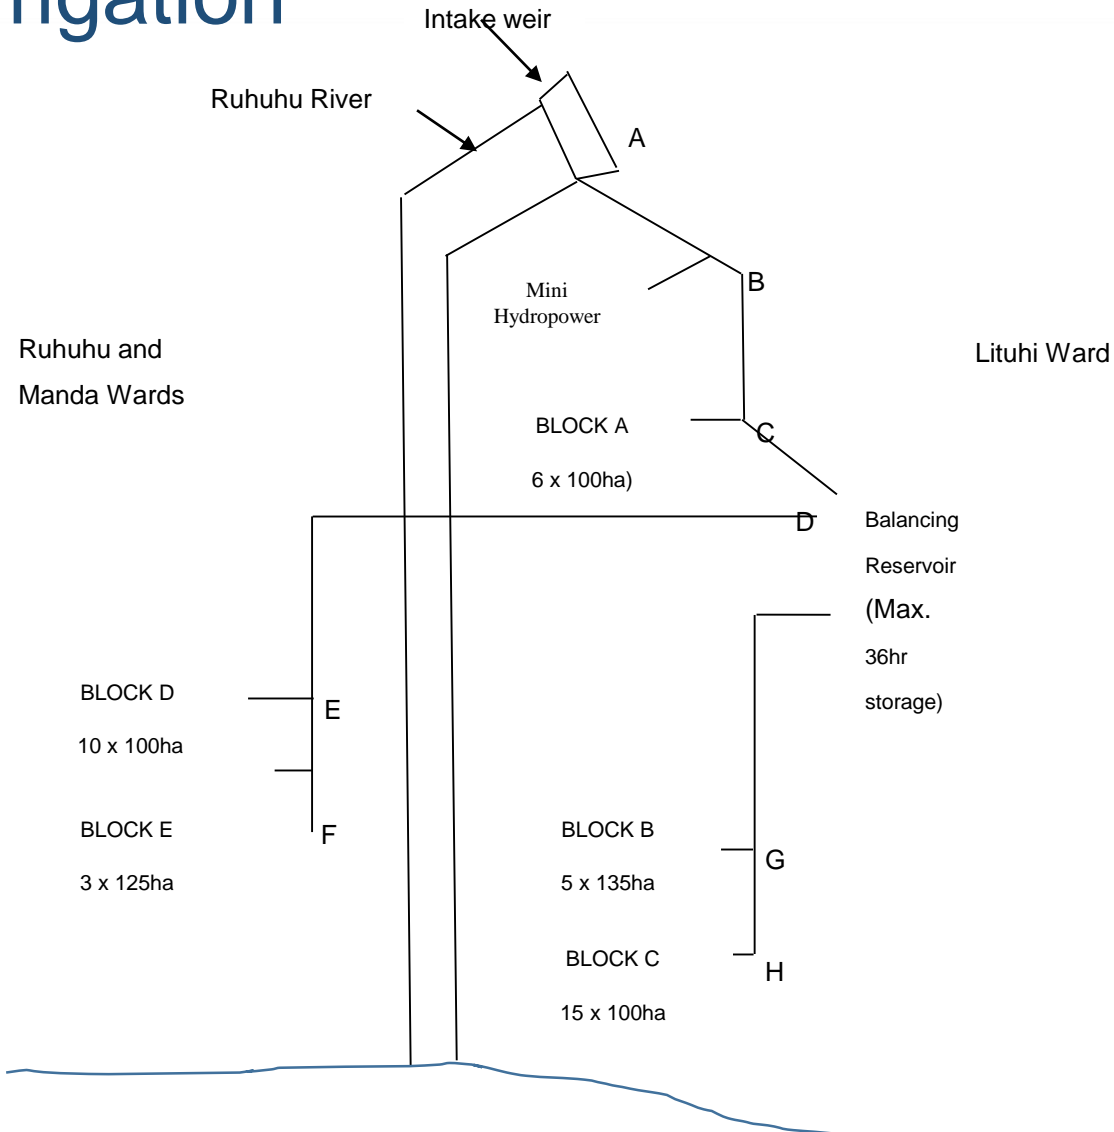 rigation
Intake weir
Ruhuhu River
A
B
Mini
Hydropower
Ruhuhu and
Manda Wards
Lituhi Ward
BLOCK A
6 x 100ha)
C
D
Balancing
Reservoir
(Max.
36hr
storage)
BLOCK D
10 x 100ha
E
BLOCK E
3 x 125ha
F
BLOCK B
5 x 135ha
G
BLOCK C
15 x 100ha
H